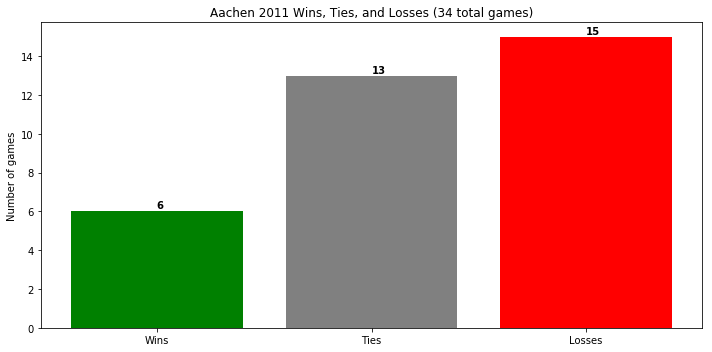 Aachen 2011 Wins, Ties, and Losses (34 total games)
Number of games
14
12
10
8
6
4
2
0
6
13
15
Wins
Ties
Losses